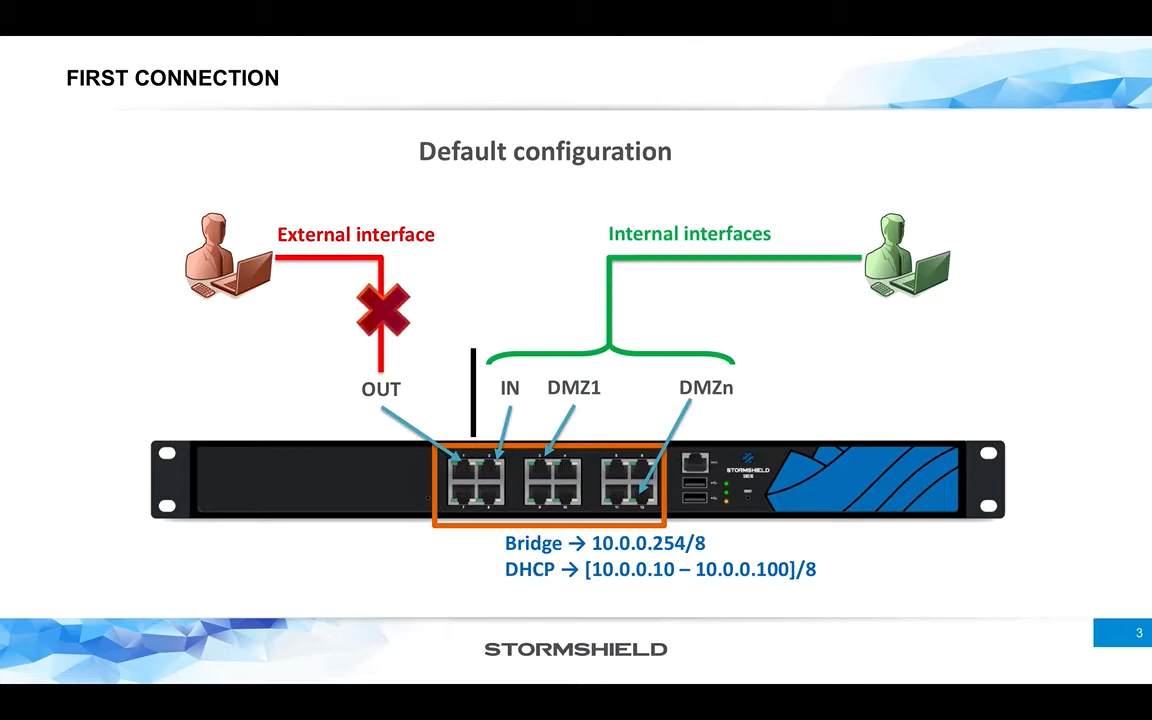 FIRST CONNECTION
Default configuration
External interface
Internal interfaces
OUT
IN
DMZ1
DMZn
STORMSHIELD
Bridge → 10.0.0.254/8
DHCP → [10.0.0.10 – 10.0.0.100]/8
STORMSHIELD
3